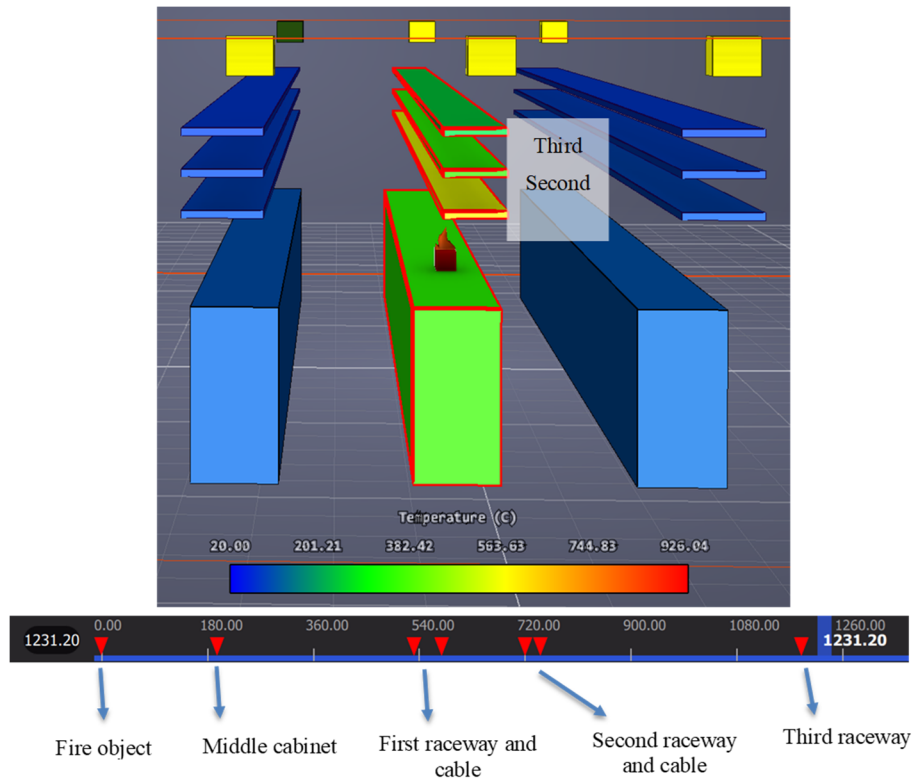 Third
Second
Temperature (C)
20.00 201.21 382.42 563.63 744.83 926.04
1231.20 0.00 180.00 360.00 540.00 720.00 900.00 1080.00 1260.00
1231.20
Fire object
Middle cabinet
First raceway and
cable
Second raceway
and cable
Third raceway